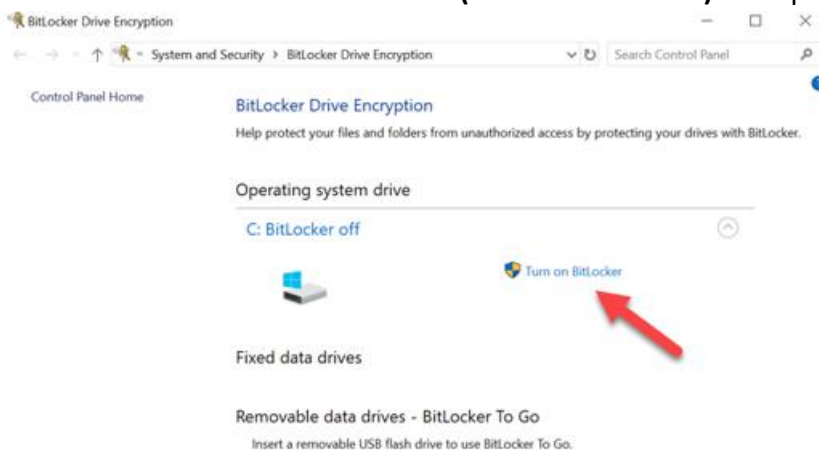 BitLocker Drive Encryption
System and Security > BitLocker Drive Encryption
Search Control Panel
Control Panel Home
BitLocker Drive Encryption
Help protect your files and folders from unauthorized access by protecting your drives with BitLocker.
Operating system drive
C: BitLocker off
Turn on BitLocker
Fixed data drives
Removable data drives - BitLocker To Go
Insert a removable USB flash drive to use BitLocker To Go.